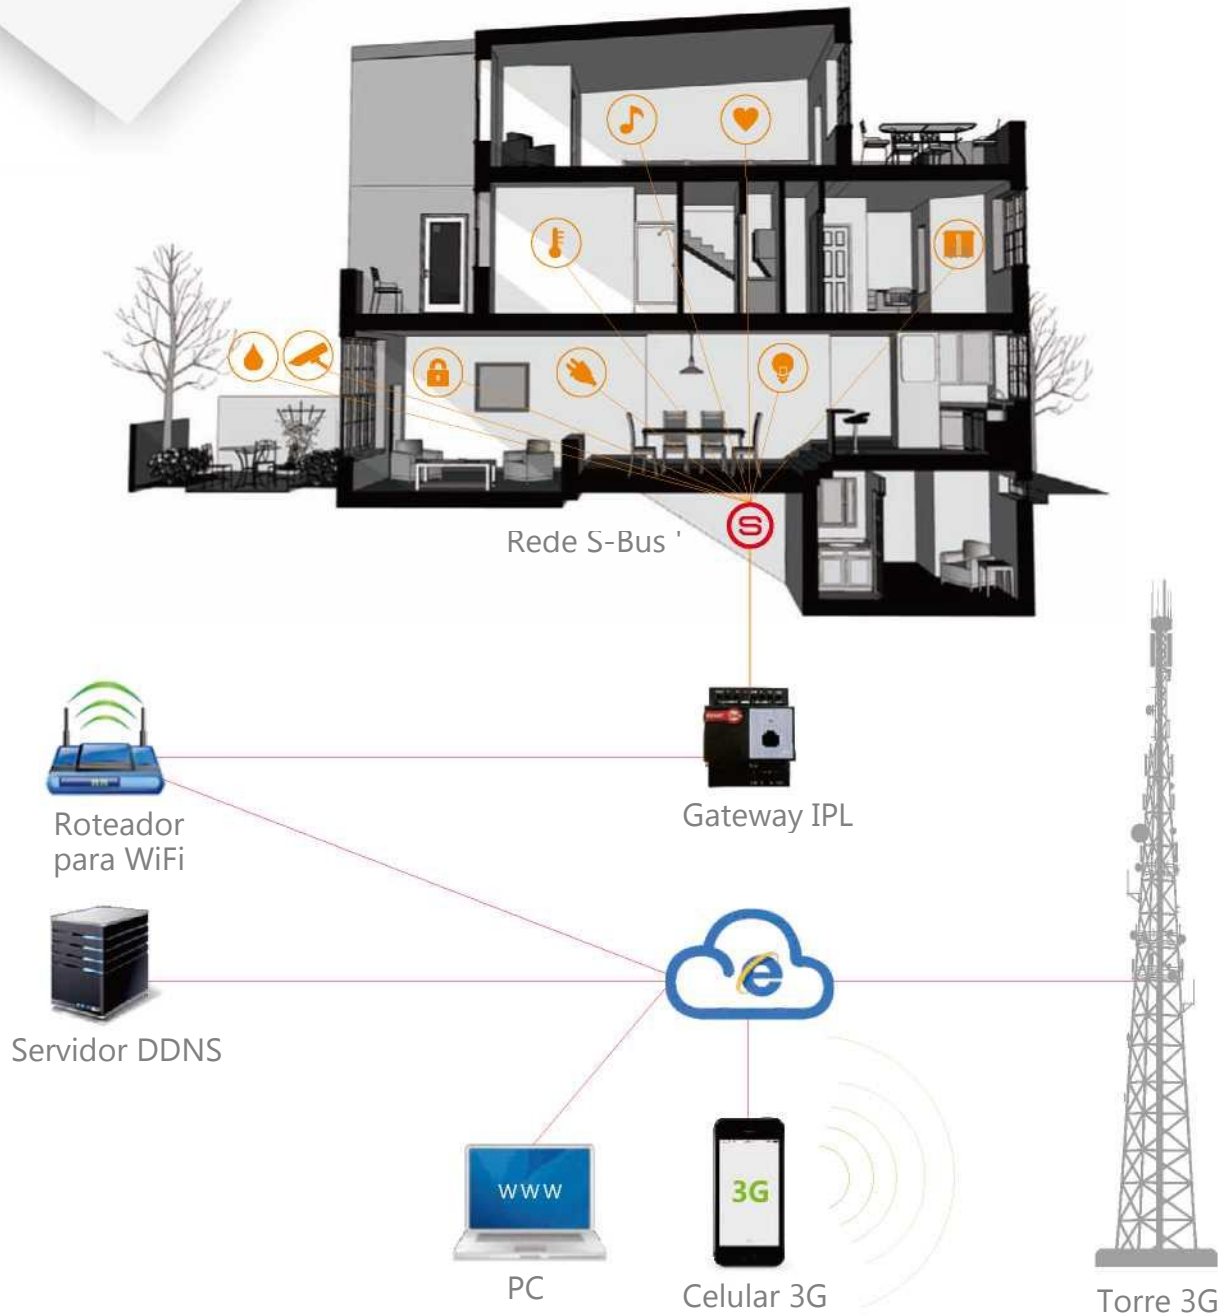 Rede S-Bus '
S
Gateway IPL
Roteador
para WiFi
Servidor DDNS
www
3G
PC
Celular 3G
Torre 3G